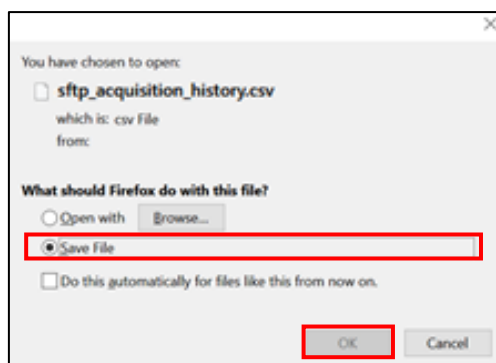 You have chosen to open:
sftp_acquisition_history.csv
which is: csv File
from:
What should Firefox do with this file?
Open with Browse...
Save File
Do this automatically for files like this from now on.
OK Cancel